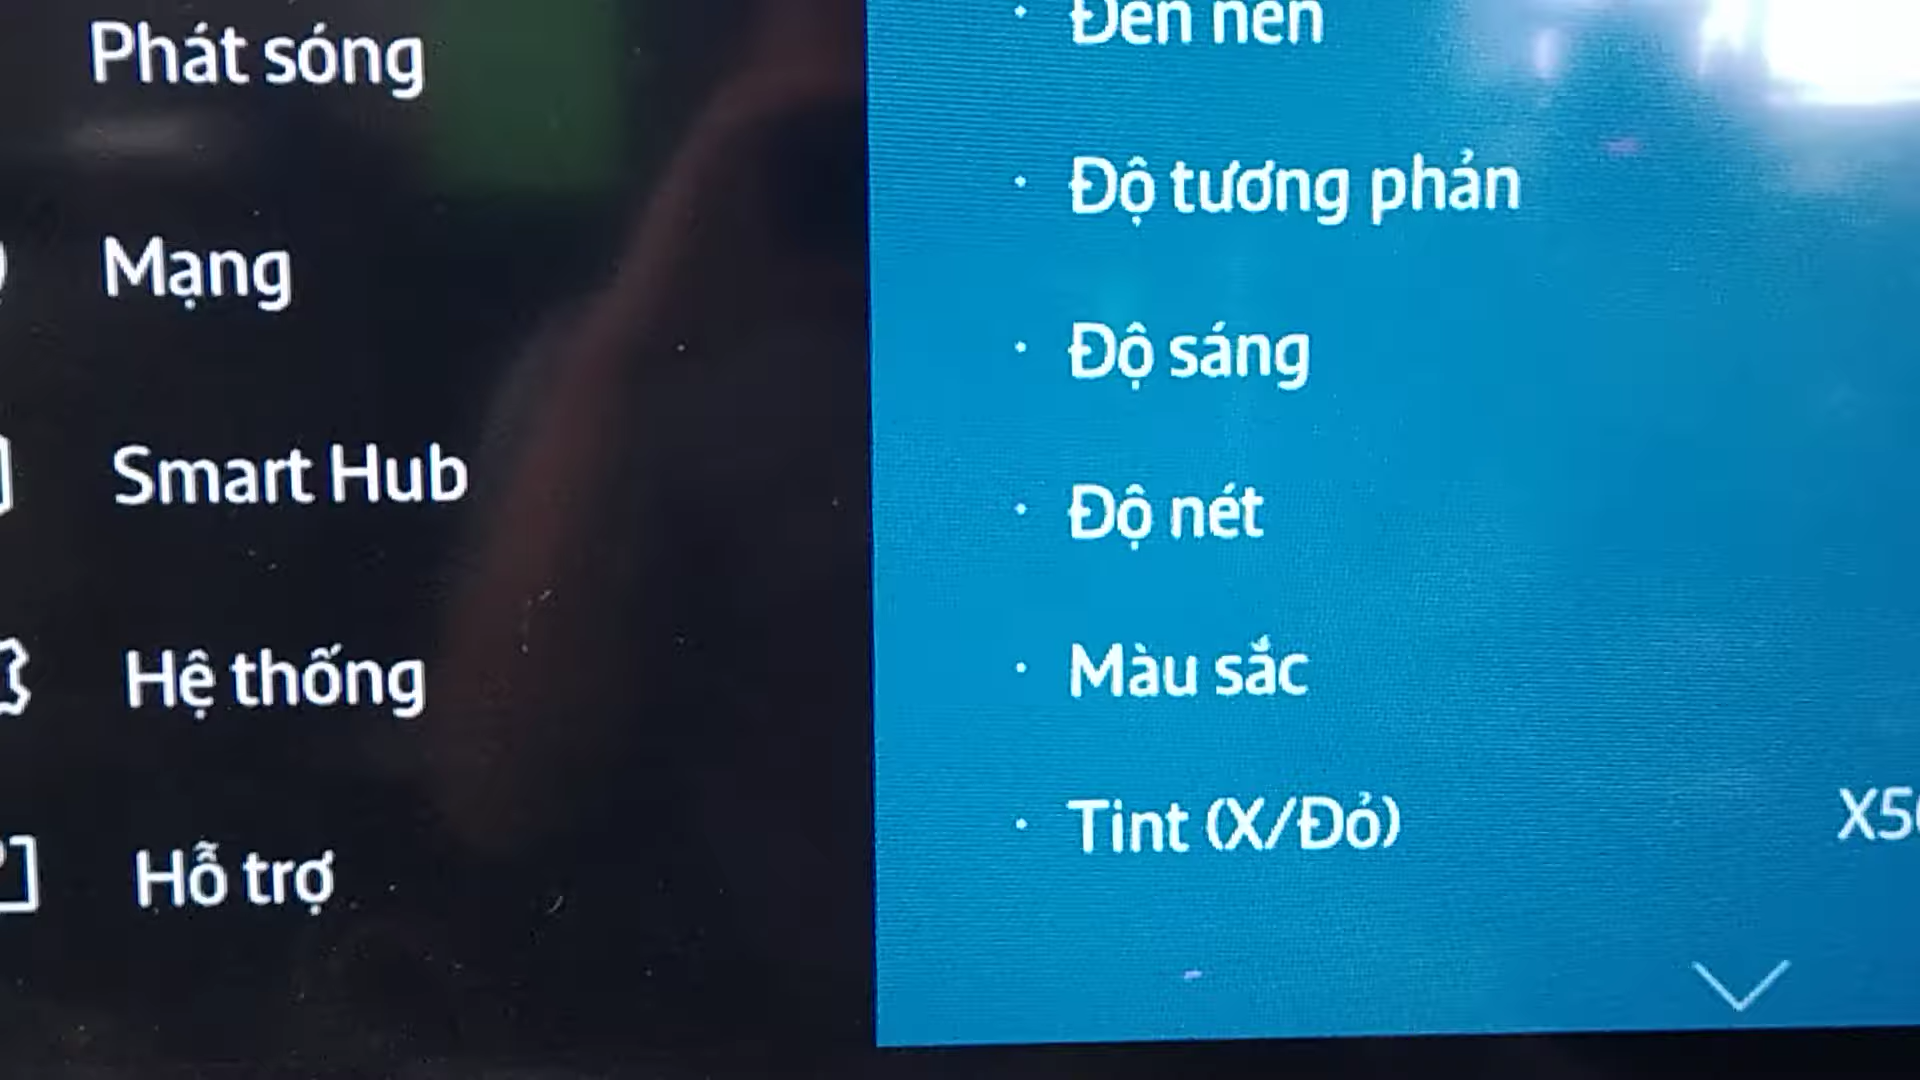 Phát sóng
Mạng
Smart Hub
Hệ thống
Hỗ trợ
Đèn nền
Độ tương phản
Độ sáng
Độ nét
Màu sắc
Tint (X/Đỏ)